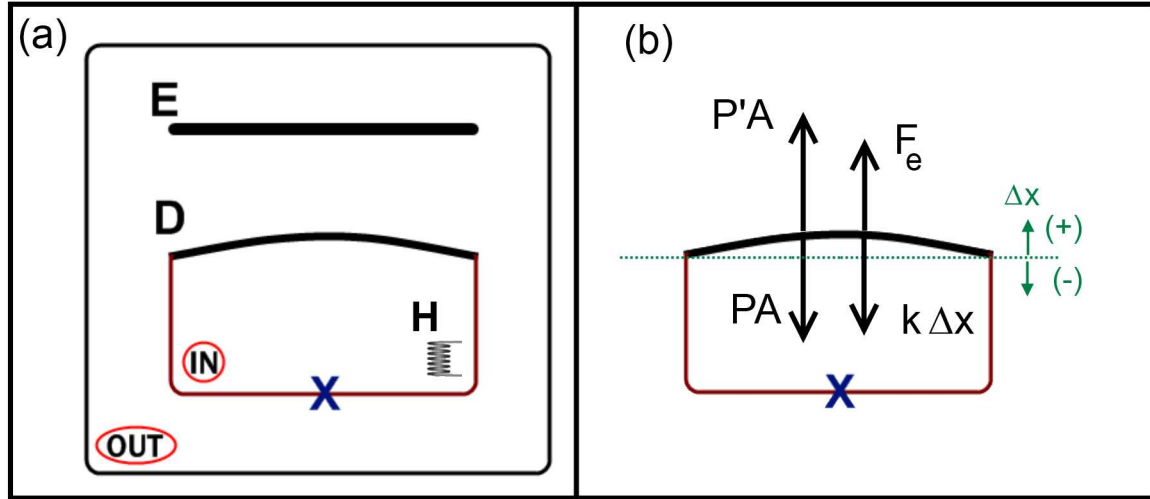 (a)
E
D
H
IN
X
OUT
(b)
P'A
Fe
Δx
(+)
(-)
PA
k Δx
X